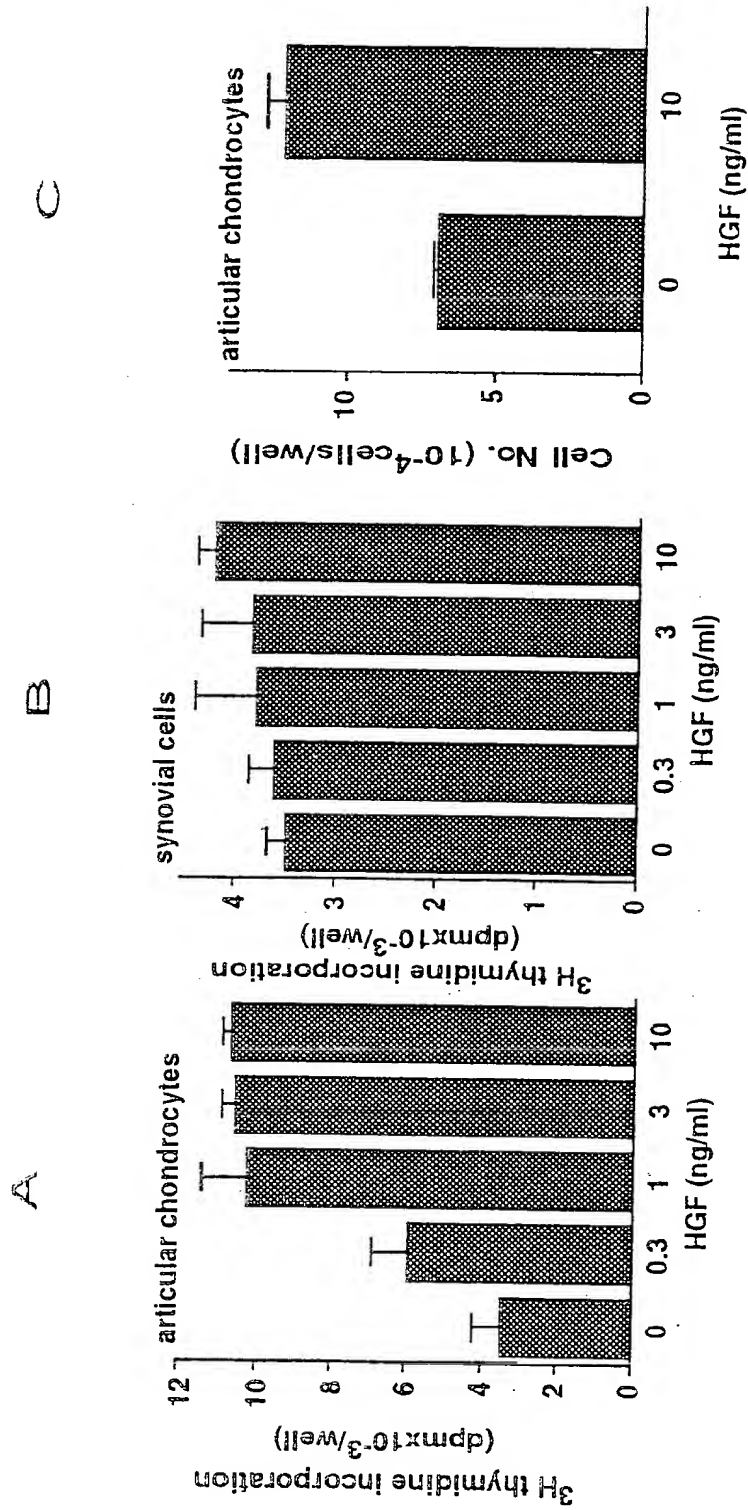 A
articular chondrocytes
³H thymidine incorporation
(dpmx10⁻³/well)
12
10
8
6
4
2
0
0
0.3
1
3
10
HGF (ng/ml)
B
synovial cells
³H thymidine incorporation
(dpmx10⁻³/well)
4
3
2
1
0
0
0.3
1
3
10
HGF (ng/ml)
C
articular chondrocytes
Cell No. (10⁻⁴cells/well)
10
5
0
0
10
HGF (ng/ml)